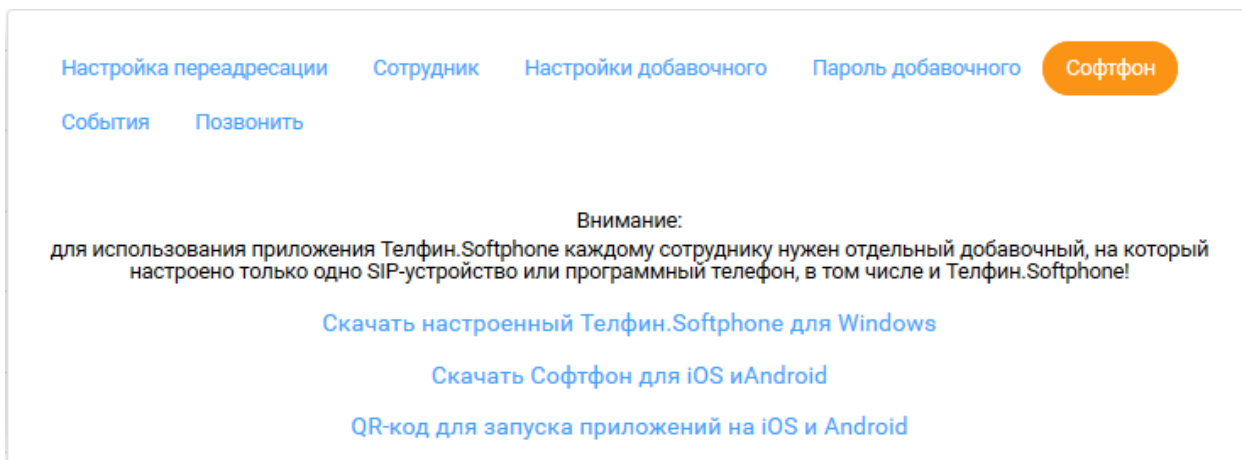 Настройка переадресации Сотрудник Настройки добавочного Пароль добавочного Софтфон
События Позвонить
Внимание:
для использования приложения Телфин.Softphone каждому сотруднику нужен отдельный добавочный, на который
настроено только одно SIP-устройство или программный телефон, в том числе и Телфин.Softphone!
Скачать настроенный Телфин.Softphone для Windows
Скачать Софтфон для iOS иAndroid
QR-код для запуска приложений на iOS и Android